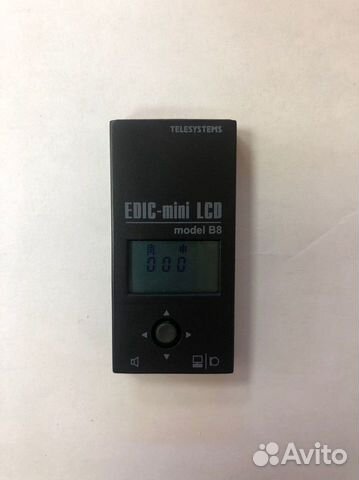 TELESYSTEMS
EDIC-mini LCD
model B8
000
Avito